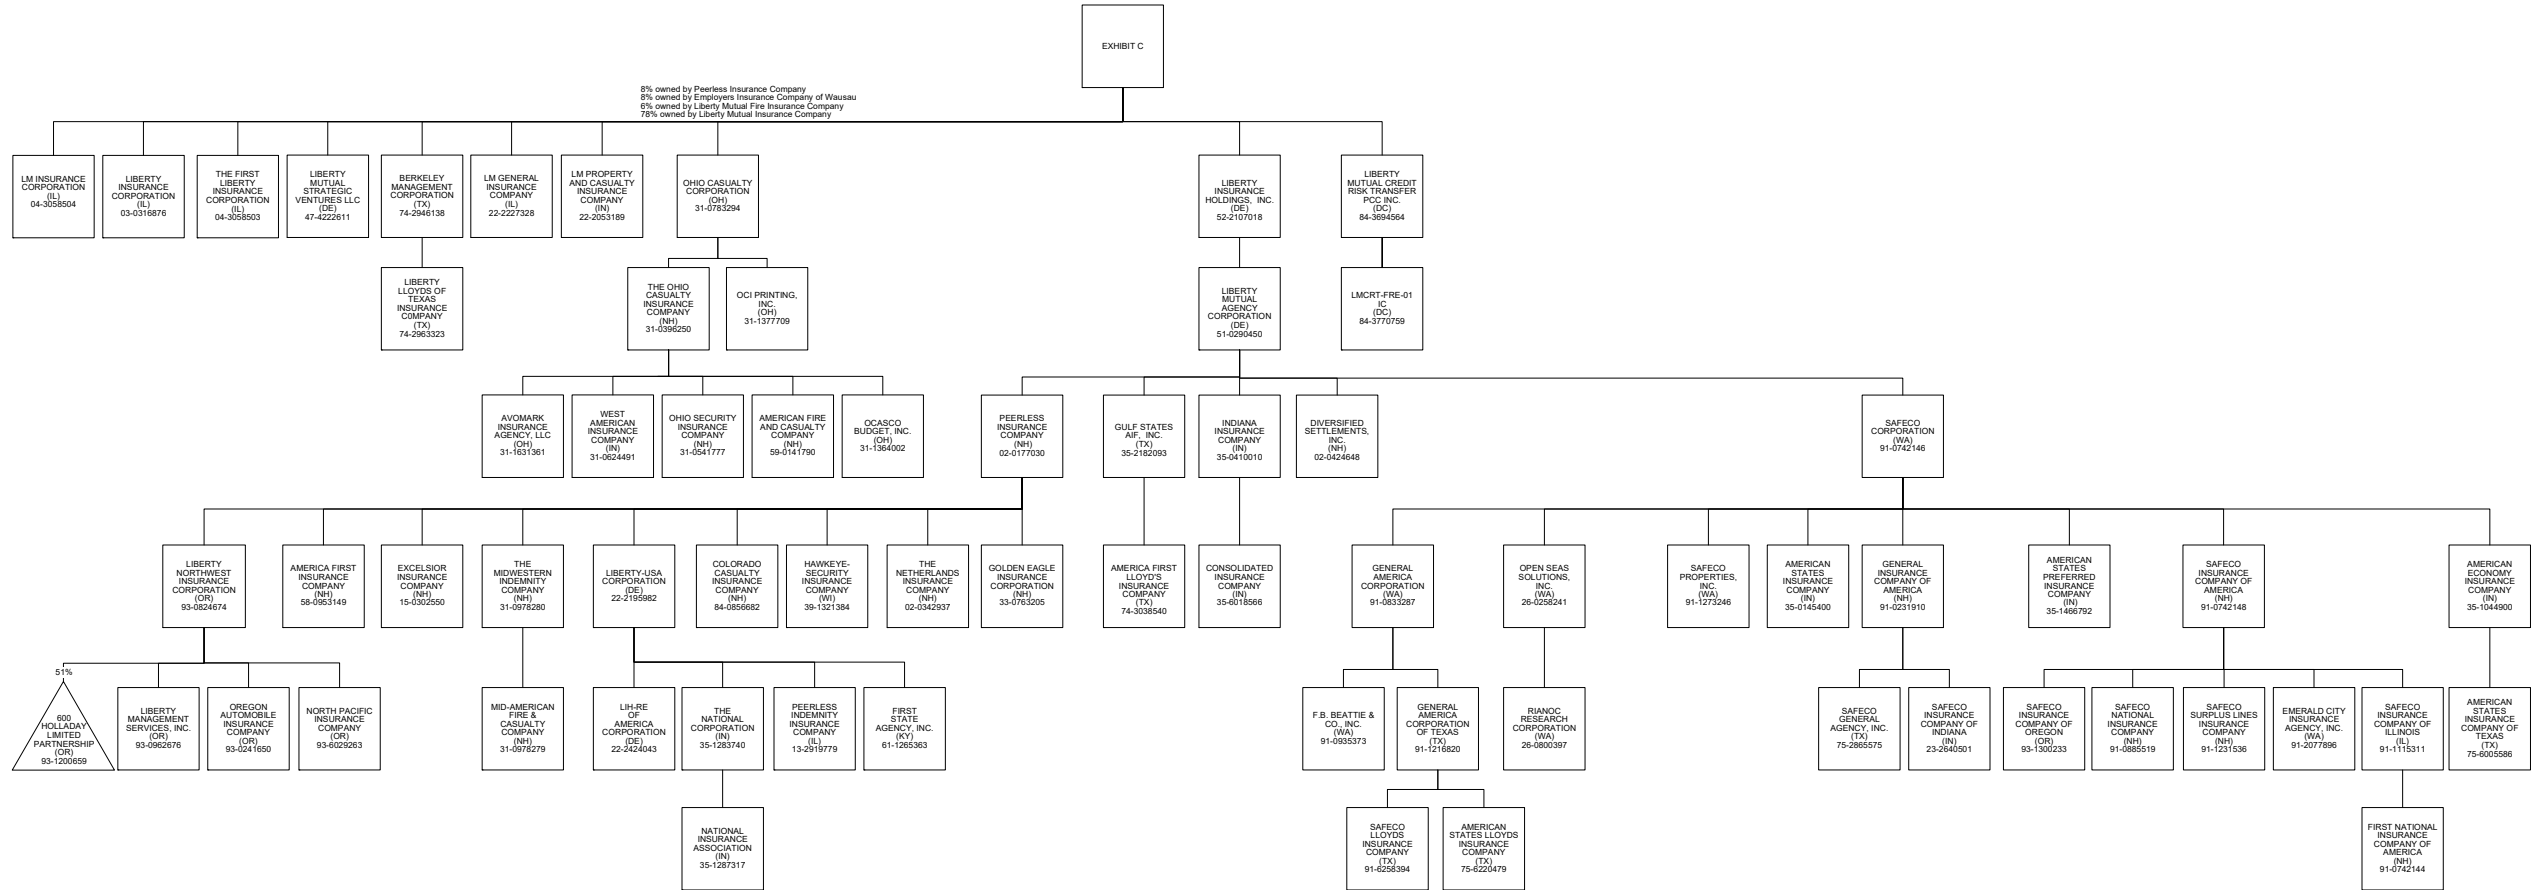 EXHIBIT C
8% owned by Peerless Insurance Company
8% owned by Employers Insurance Company of Wausau
6% owned by Liberty Mutual Fire Insurance Company
78% owned by Liberty Mutual Insurance Company
LM INSURANCE
CORPORATION
(IL)
04-3058504
LIBERTY
INSURANCE
CORPORATION
(IL)
03-0316876
THE FIRST
LIBERTY
INSURANCE
CORPORATION
(IL)
04-3058503
LIBERTY
MUTUAL
STRATEGIC
VENTURES LLC
(DE)
47-4222611
BERKELEY
MANAGEMENT
CORPORATION
(TX)
74-2946138
LM GENERAL
INSURANCE
COMPANY
(IL)
22-2227328
LM PROPERTY
AND CASUALTY
INSURANCE
COMPANY
(IN)
22-2053189
OHIO CASUALTY
CORPORATION
(OH)
31-0783294
LIBERTY
INSURANCE
HOLDINGS, INC.
(DE)
52-2107018
LIBERTY
MUTUAL CREDIT
RISK TRANSFER
PCC INC.
(DC)
84-3694564
LIBERTY
LLOYDS OF
TEXAS
INSURANCE
C0MPANY
(TX)
74-2963323
THE OHIO
CASUALTY
INSURANCE
COMPANY
(NH)
31-0396250
OCI PRINTING,
INC.
(OH)
31-1377709
LIBERTY
MUTUAL
AGENCY
CORPORATION
(DE)
51-0290450
LMCRT-FRE-01
IC
(DC)
84-3770759
AVOMARK
INSURANCE
AGENCY, LLC
(OH)
31-1631361
WEST
AMERICAN
INSURANCE
COMPANY
(IN)
31-0624491
OHIO SECURITY
INSURANCE
COMPANY
(NH)
31-0541777
AMERICAN FIRE
AND CASUALTY
COMPANY
(NH)
59-0141790
OCASCO
BUDGET, INC.
(OH)
31-1364002
PEERLESS
INSURANCE
COMPANY
(NH)
02-0177030
GULF STATES
AIF, INC.
(TX)
35-2182093
INDIANA
INSURANCE
COMPANY
(IN)
35-0410010
DIVERSIFIED
SETTLEMENTS,
INC.
(NH)
02-0424648
SAFECO
CORPORATION
(WA)
91-0742146
LIBERTY
NORTHWEST
INSURANCE
CORPORATION
(OR)
93-0824674
AMERICA FIRST
INSURANCE
COMPANY
(NH)
58-0953149
EXCELSIOR
INSURANCE
COMPANY
(NH)
15-0302550
THE
MIDWESTERN
INDEMNITY
COMPANY
(NH)
31-0978280
LIBERTY-USA
CORPORATION
(DE)
22-2195982
COLORADO
CASUALTY
INSURANCE
COMPANY
(NH)
84-0856682
HAWKEYE-
SECURITY
INSURANCE
COMPANY
(WI)
39-1321384
THE
NETHERLANDS
INSURANCE
COMPANY
(NH)
02-0342937
GOLDEN EAGLE
INSURANCE
CORPORATION
(NH)
33-0763205
AMERICA FIRST
LLOYD'S
INSURANCE
COMPANY
(TX)
74-3038540
CONSOLIDATED
INSURANCE
COMPANY
(IN)
35-6018566
GENERAL
AMERICA
CORPORATION
(WA)
91-0833287
OPEN SEAS
SOLUTIONS,
INC.
(WA)
26-0258241
SAFECO
PROPERTIES,
INC.
(WA)
91-1273246
AMERICAN
STATES
INSURANCE
COMPANY
(IN)
35-0145400
GENERAL
INSURANCE
COMPANY OF
AMERICA
(NH)
91-0231910
AMERICAN
STATES
PREFERRED
INSURANCE
COMPANY
(IN)
35-1466792
SAFECO
INSURANCE
COMPANY OF
AMERICA
(NH)
91-0742148
AMERICAN
ECONOMY
INSURANCE
COMPANY
(IN)
35-1044900
51%
600
HOLLADAY
LIMITED
PARTNERSHIP
(OR)
93-1200659
LIBERTY
MANAGEMENT
SERVICES, INC.
(OR)
93-0962676
OREGON
AUTOMOBILE
INSURANCE
COMPANY
(OR)
93-0241650
NORTH PACIFIC
INSURANCE
COMPANY
(OR)
93-6029263
MID-AMERICAN
FIRE &
CASUALTY
COMPANY
(NH)
31-0978279
LIH-RE
OF
AMERICA
CORPORATION
(DE)
22-2424043
THE
NATIONAL
CORPORATION
(IN)
35-1283740
PEERLESS
INDEMNITY
INSURANCE
COMPANY
(IL)
13-2919779
FIRST
STATE
AGENCY, INC.
(KY)
61-1265363
F.B. BEATTIE &
CO., INC.
(WA)
91-0935373
GENERAL
AMERICA
CORPORATION
OF TEXAS
(TX)
91-1216820
RIANOC
RESEARCH
CORPORATION
(WA)
26-0800397
SAFECO
GENERAL
AGENCY, INC.
(TX)
75-2865575
SAFECO
INSURANCE
COMPANY OF
INDIANA
(IN)
23-2640501
SAFECO
INSURANCE
COMPANY OF
OREGON
(OR)
93-1300233
SAFECO
NATIONAL
INSURANCE
COMPANY
(NH)
91-0885519
SAFECO
SURPLUS LINES
INSURANCE
COMPANY
(NH)
91-1231536
EMERALD CITY
INSURANCE
AGENCY, INC.
(WA)
91-2077896
SAFECO
INSURANCE
COMPANY OF
ILLINOIS
(IL)
91-1115311
AMERICAN
STATES
INSURANCE
COMPANY OF
TEXAS
(TX)
75-6005586
NATIONAL
INSURANCE
ASSOCIATION
(IN)
35-1287317
SAFECO
LLOYDS
INSURANCE
COMPANY
(TX)
91-6258394
AMERICAN
STATES LLOYDS
INSURANCE
COMPANY
(TX)
75-6220479
FIRST NATIONAL
INSURANCE
COMPANY OF
AMERICA
(NH)
91-0742144